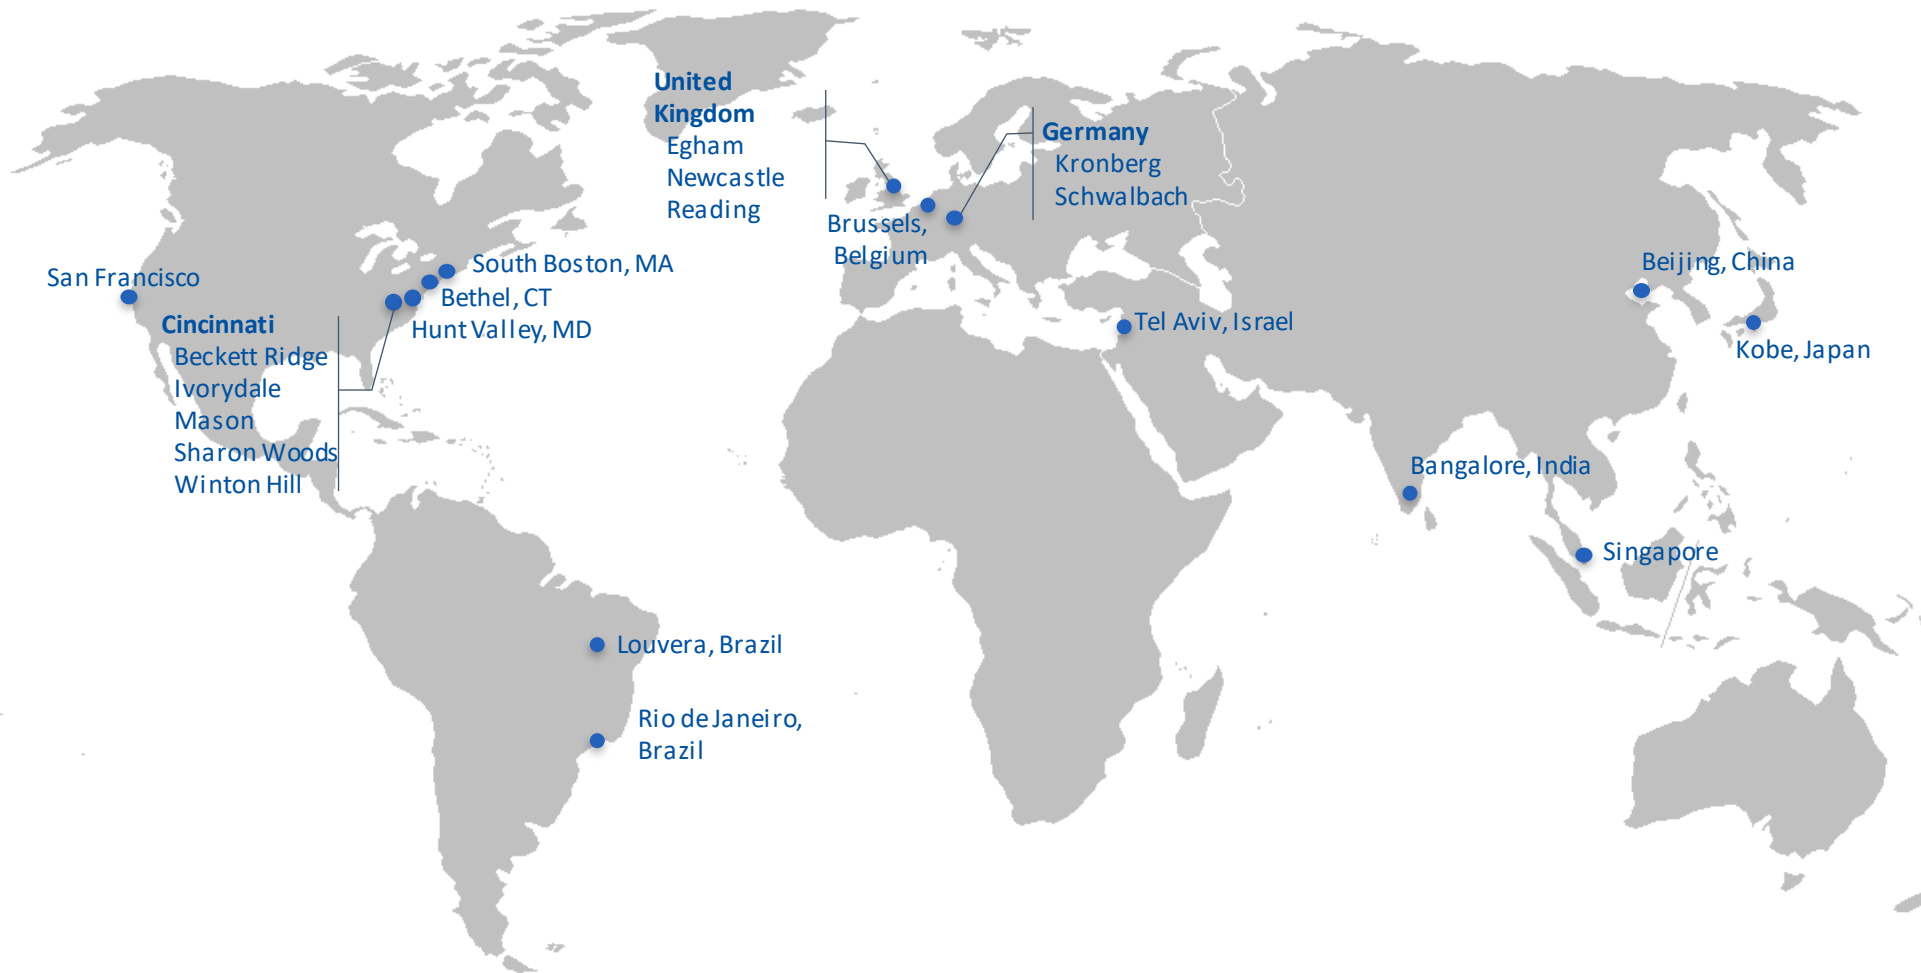 United
Kingdom
Egham
Newcastle
Reading
Germany
Kronberg
Schwalbach
Brussels,
Belgium
San Francisco
South Boston, MA
Bethel, CT
Hunt Valley, MD
Cincinnati
Beckett Ridge
Ivorydale
Mason
Sharon Woods
Winton Hill
Tel Aviv, Israel
Beijing, China
Kobe, Japan
Bangalore, India
Singapore
Louvera, Brazil
Rio de Janeiro,
Brazil